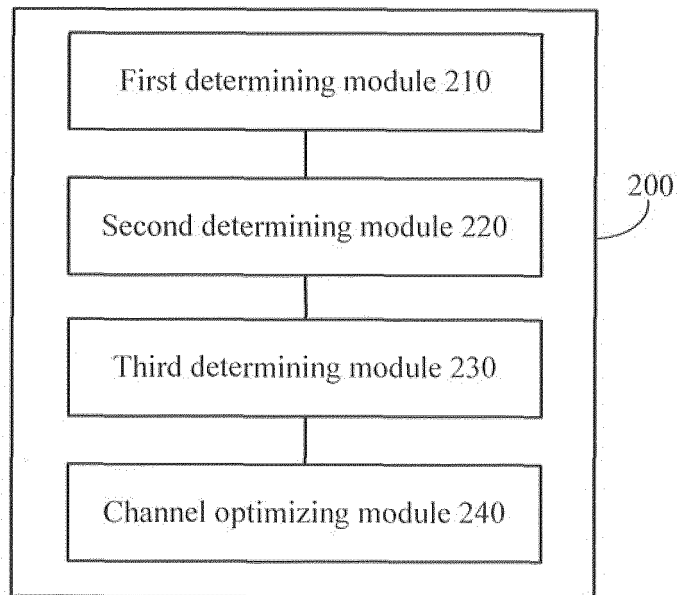 First determining module 210
Second determining module 220
200
Third determining module 230
Channel optimizing module 240